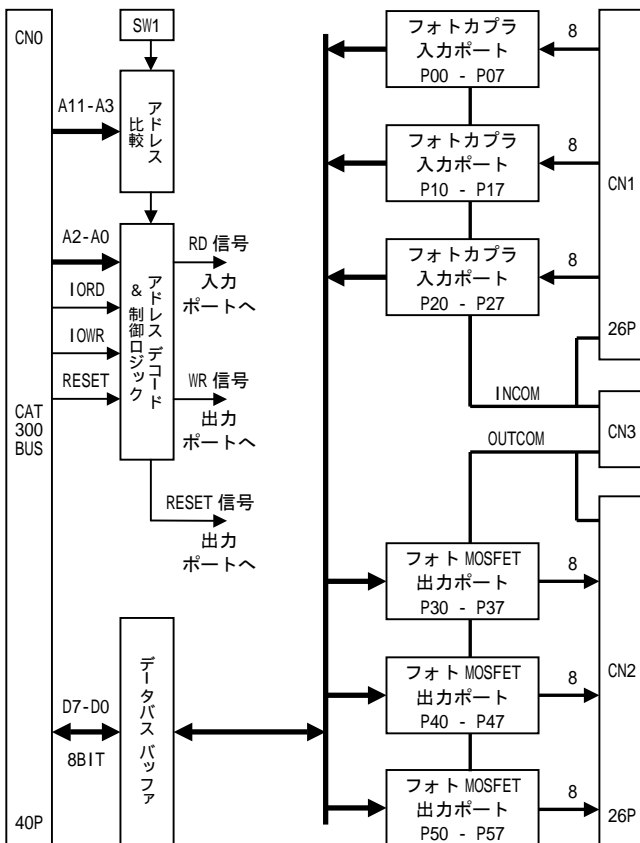 CN0
SW1
A11-A3
アドレス
比較
A2-A0
IORD
IOWR
RESET
アドレス デコード
& 制御ロジック
RD 信号
入力
ポートへ
WR 信号
出力
ポートへ
RESET 信号
出力
ポートへ
CAT
300
BUS
D7-D0
8BIT
データバス バッファ
40P
フォトカプラ
入力ポート
P00 - P07
8
フォトカプラ
入力ポート
P10 - P17
8
フォトカプラ
入力ポート
P20 - P27
8
CN1
26P
INCOM
CN3
OUTCOM
フォト MOSFET
出力ポート
P30 - P37
8
フォト MOSFET
出力ポート
P40 - P47
8
フォト MOSFET
出力ポート
P50 - P57
8
CN2
26P